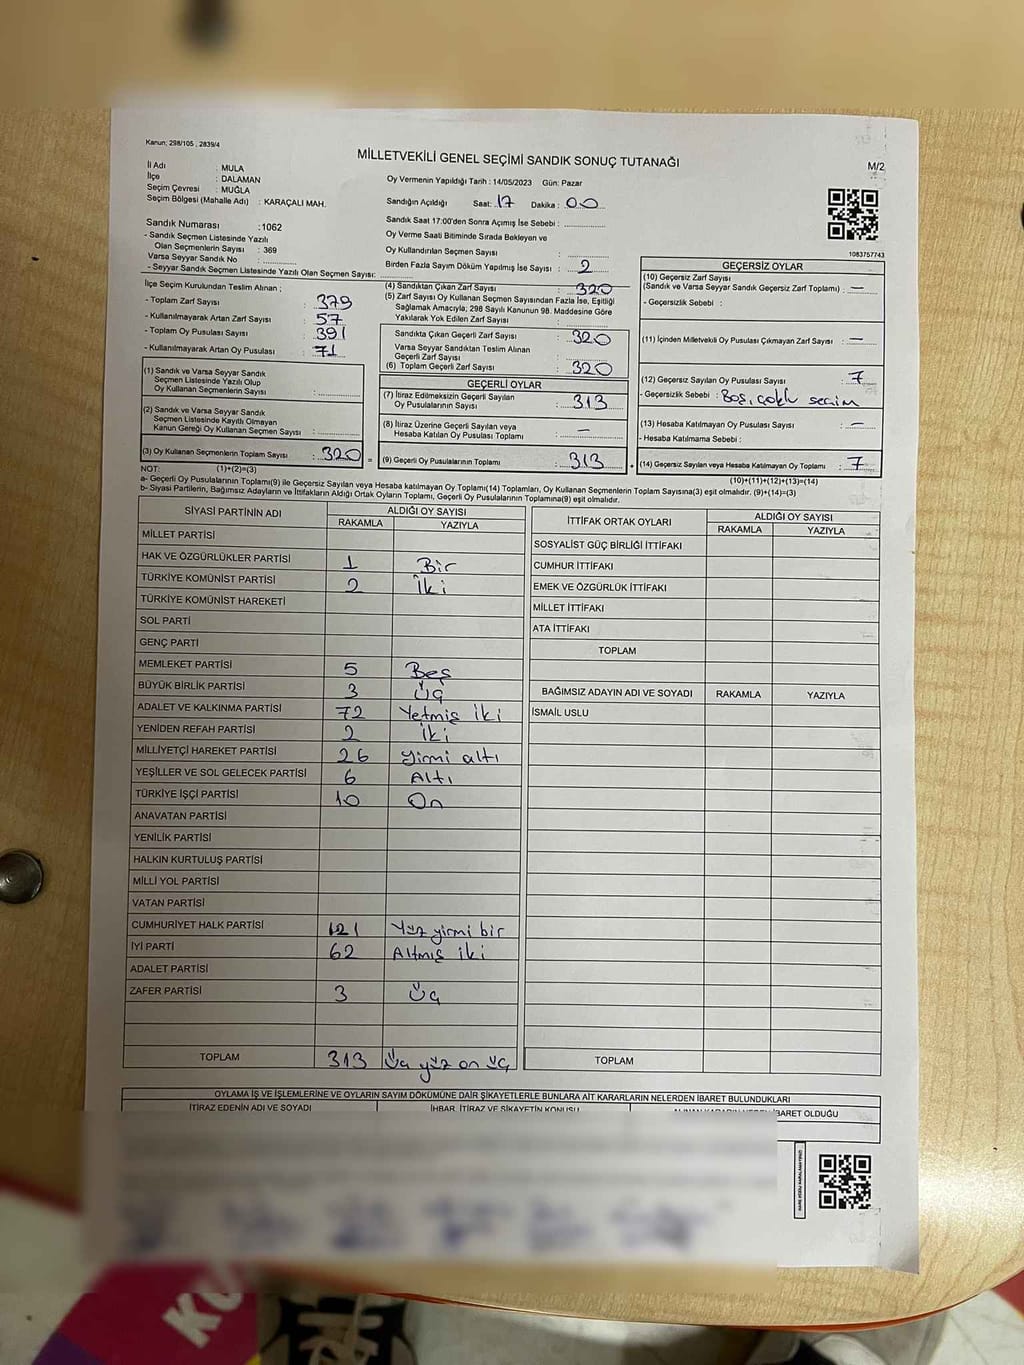 Kanun; 298/105 , 2839/4
MİLLETVEKİLİ GENEL SEÇİMİ SANDIK SONUÇ TUTANAĞI
M/2
İl Adı : MULA
İlçe : DALAMAN
Seçim Çevresi : MUĞLA
Seçim Bölgesi (Mahalle Adı) : KARAÇALI MAH.
Oy Vermenin Yapıldığı Tarih : 14/05/2023 Gün: Pazar
Sandığın Açıldığı Saat: 17 Dakika : 00
Sandık Saat 17:00'den Sonra Açımış İse Sebebi :
Oy Verme Saati Bitiminde Sırada Bekleyen ve
Oy Kullandırılan Seçmen Sayısı :
Birden Fazla Sayım Döküm Yapılmış İse Sayısı : 2
1083757743
Sandık Numarası :1062
- Sandık Seçmen Listesinde Yazılı
Olan Seçmenlerin Sayısı : 369
Varsa Seyyar Sandık No :
- Seyyar Sandık Seçmen Listesinde Yazılı Olan Seçmen Sayısı:
İlçe Seçim Kurulundan Teslim Alınan ;
- Toplam Zarf Sayısı : 379
- Kullanılmayarak Artan Zarf Sayısı : 57
- Toplam Oy Pusulası Sayısı : 391
- Kullanılmayarak Artan Oy Pusulası : 71
(1) Sandık ve Varsa Seyyar Sandık
Seçmen Listesinde Yazılı Olup
Oy Kullanan Seçmenlerin Sayısı :
(2) Sandık ve Varsa Seyyar Sandık
Seçmen Listesinde Kayıtlı Olmayan
Kanun Gereği Oy Kullanan Seçmen Sayısı :
(3) Oy Kullanan Seçmenlerin Toplam Sayısı : 320
(4) Sandıktan Çıkan Zarf Sayısı : 320
(5) Zarf Sayısı Oy Kullanan Seçmen Sayısından Fazla İse, Eşitliği
Sağlamak Amacıyla; 298 Sayılı Kanunun 98. Maddesine Göre
Yakılarak Yok Edilen Zarf Sayısı :
Sandıkta Çıkan Geçerli Zarf Sayısı : 320
Varsa Seyyar Sandıktan Teslim Alınan
Geçerli Zarf Sayısı :
(6) Toplam Geçerli Zarf Sayısı : 320
GEÇERLİ OYLAR
(7) İtiraz Edilmeksizin Geçerli Sayılan
Oy Pusulalarının Sayısı : 313
(8) İtiraz Üzerine Geçerli Sayılan veya
Hesaba Katılan Oy Pusulası Toplamı : —
(9) Geçerli Oy Pusulalarının Toplamı : 313
GEÇERSİZ OYLAR
(10) Geçersiz Zarf Sayısı
(Sandık ve Varsa Seyyar Sandık Geçersiz Zarf Toplamı) : —
- Geçersizlik Sebebi :
(11) İçinden Milletvekili Oy Pusulası Çıkmayan Zarf Sayısı : —
(12) Geçersiz Sayılan Oy Pusulası Sayısı : 7
- Geçersizlik Sebebi : Boş, çoklu seçim
(13) Hesaba Katılmayan Oy Pusulası Sayısı : —
- Hesaba Katılmama Sebebi :
(14) Geçersiz Sayılan veya Hesaba Katılmayan Oy Toplamı : 7
NOT: (1)+(2)=(3)
(10)+(11)+(12)+(13)=(14)
a- Geçerli Oy Pusulalarının Toplamı(9) ile Geçersiz Sayılan veya Hesaba Katılmayan Oy Toplamı(14) Toplamları, Oy Kullanan Seçmenlerin Toplam Sayısına(3) eşit olmalıdır. (9)+(14)=(3)
b- Siyasi Partilerin, Bağımsız Adayların ve İttifakların Aldığı Ortak Oyların Toplamı, Geçerli Oy Pusulalarının Toplamına(9) eşit olmalıdır.
SİYASİ PARTİNİN ADI ALDIĞI OY SAYISI
RAKAMLA YAZIYLA
MİLLET PARTİSİ
HAK VE ÖZGÜRLÜKLER PARTİSİ 1 Bir
TÜRKİYE KOMÜNİST PARTİSİ 2 İki
TÜRKİYE KOMÜNİST HAREKETİ
SOL PARTİ
GENÇ PARTİ
MEMLEKET PARTİSİ 5 Beş
BÜYÜK BİRLİK PARTİSİ 3 Üç
ADALET VE KALKINMA PARTİSİ 72 Yetmiş iki
YENİDEN REFAH PARTİSİ 2 İki
MİLLİYETÇİ HAREKET PARTİSİ 26 yirmi altı
YEŞİLLER VE SOL GELECEK PARTİSİ 6 Altı
TÜRKİYE İŞÇİ PARTİSİ 10 On
ANAVATAN PARTİSİ
YENİLİK PARTİSİ
HALKIN KURTULUŞ PARTİSİ
MİLLİ YOL PARTİSİ
VATAN PARTİSİ
CUMHURİYET HALK PARTİSİ 121 Yüz yirmi bir
İYİ PARTİ 62 Altmış iki
ADALET PARTİSİ
ZAFER PARTİSİ 3 Üç
TOPLAM 313 Üç yüz on üç
İTTİFAK ORTAK OYLARI ALDIĞI OY SAYISI
RAKAMLA YAZIYLA
SOSYALİST GÜÇ BİRLİĞİ İTTİFAKI
CUMHUR İTTİFAKI
EMEK VE ÖZGÜRLÜK İTTİFAKI
MİLLET İTTİFAKI
ATA İTTİFAKI
TOPLAM
BAĞIMSIZ ADAYIN ADI VE SOYADI RAKAMLA YAZIYLA
İSMAİL USLU
TOPLAM
OYLAMA İŞ VE İŞLEMLERİNE VE OYLARIN SAYIM DÖKÜMÜNE DAİR ŞİKAYETLERLE BUNLARA AİT KARARLARIN NELERDEN İBARET BULUNDUKLARI
İTİRAZ EDENİN ADI VE SOYADI İHBAR, İTİRAZ VE ŞİKAYETİN KONUSU İBARET OLDUĞU
KU